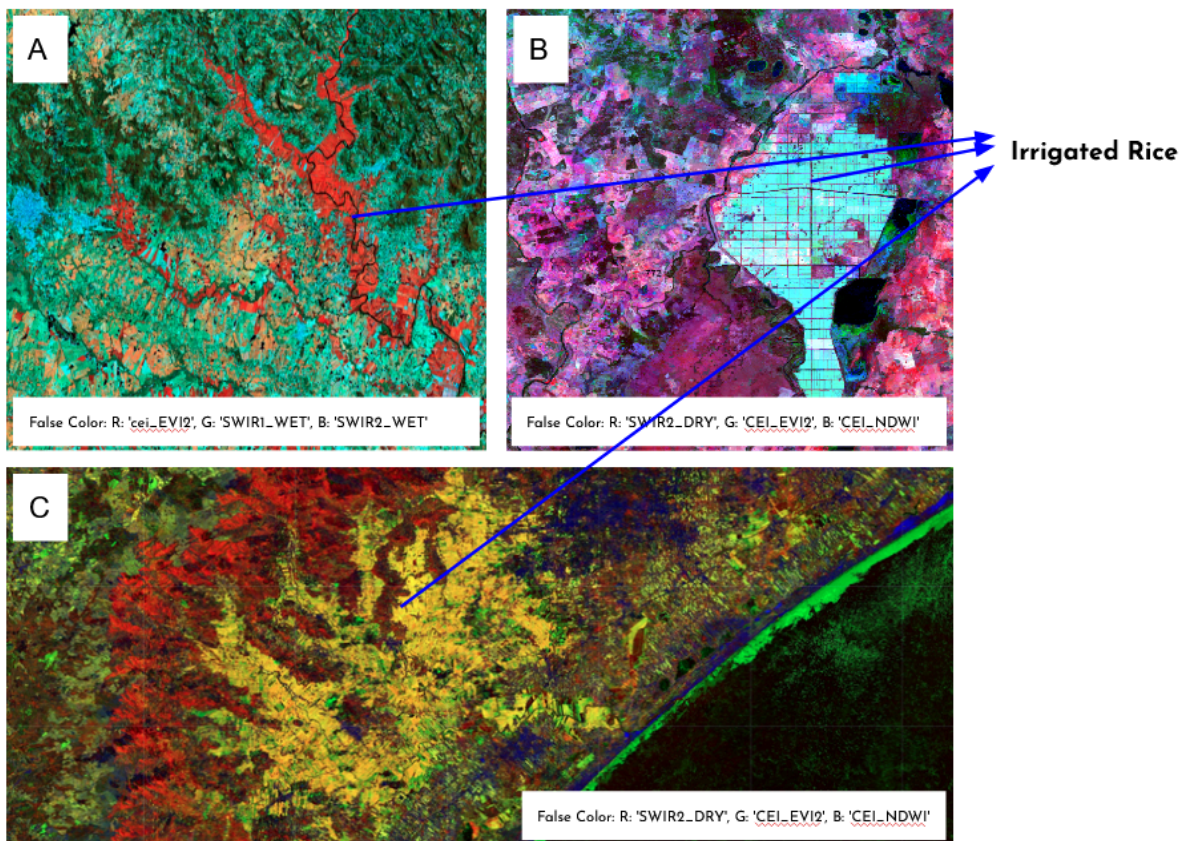 A
B
Irrigated Rice
False Color: R: 'cei_EVI2', G: 'SWIR1_WET', B: 'SWIR2_WET'
False Color: R: 'SWIR2_DRY', G: 'CEI_EVI2', B: 'CEI_NDWI'
C
False Color: R: 'SWIR2_DRY', G: 'CEI_EVI2', B: 'CEI_NDWI'